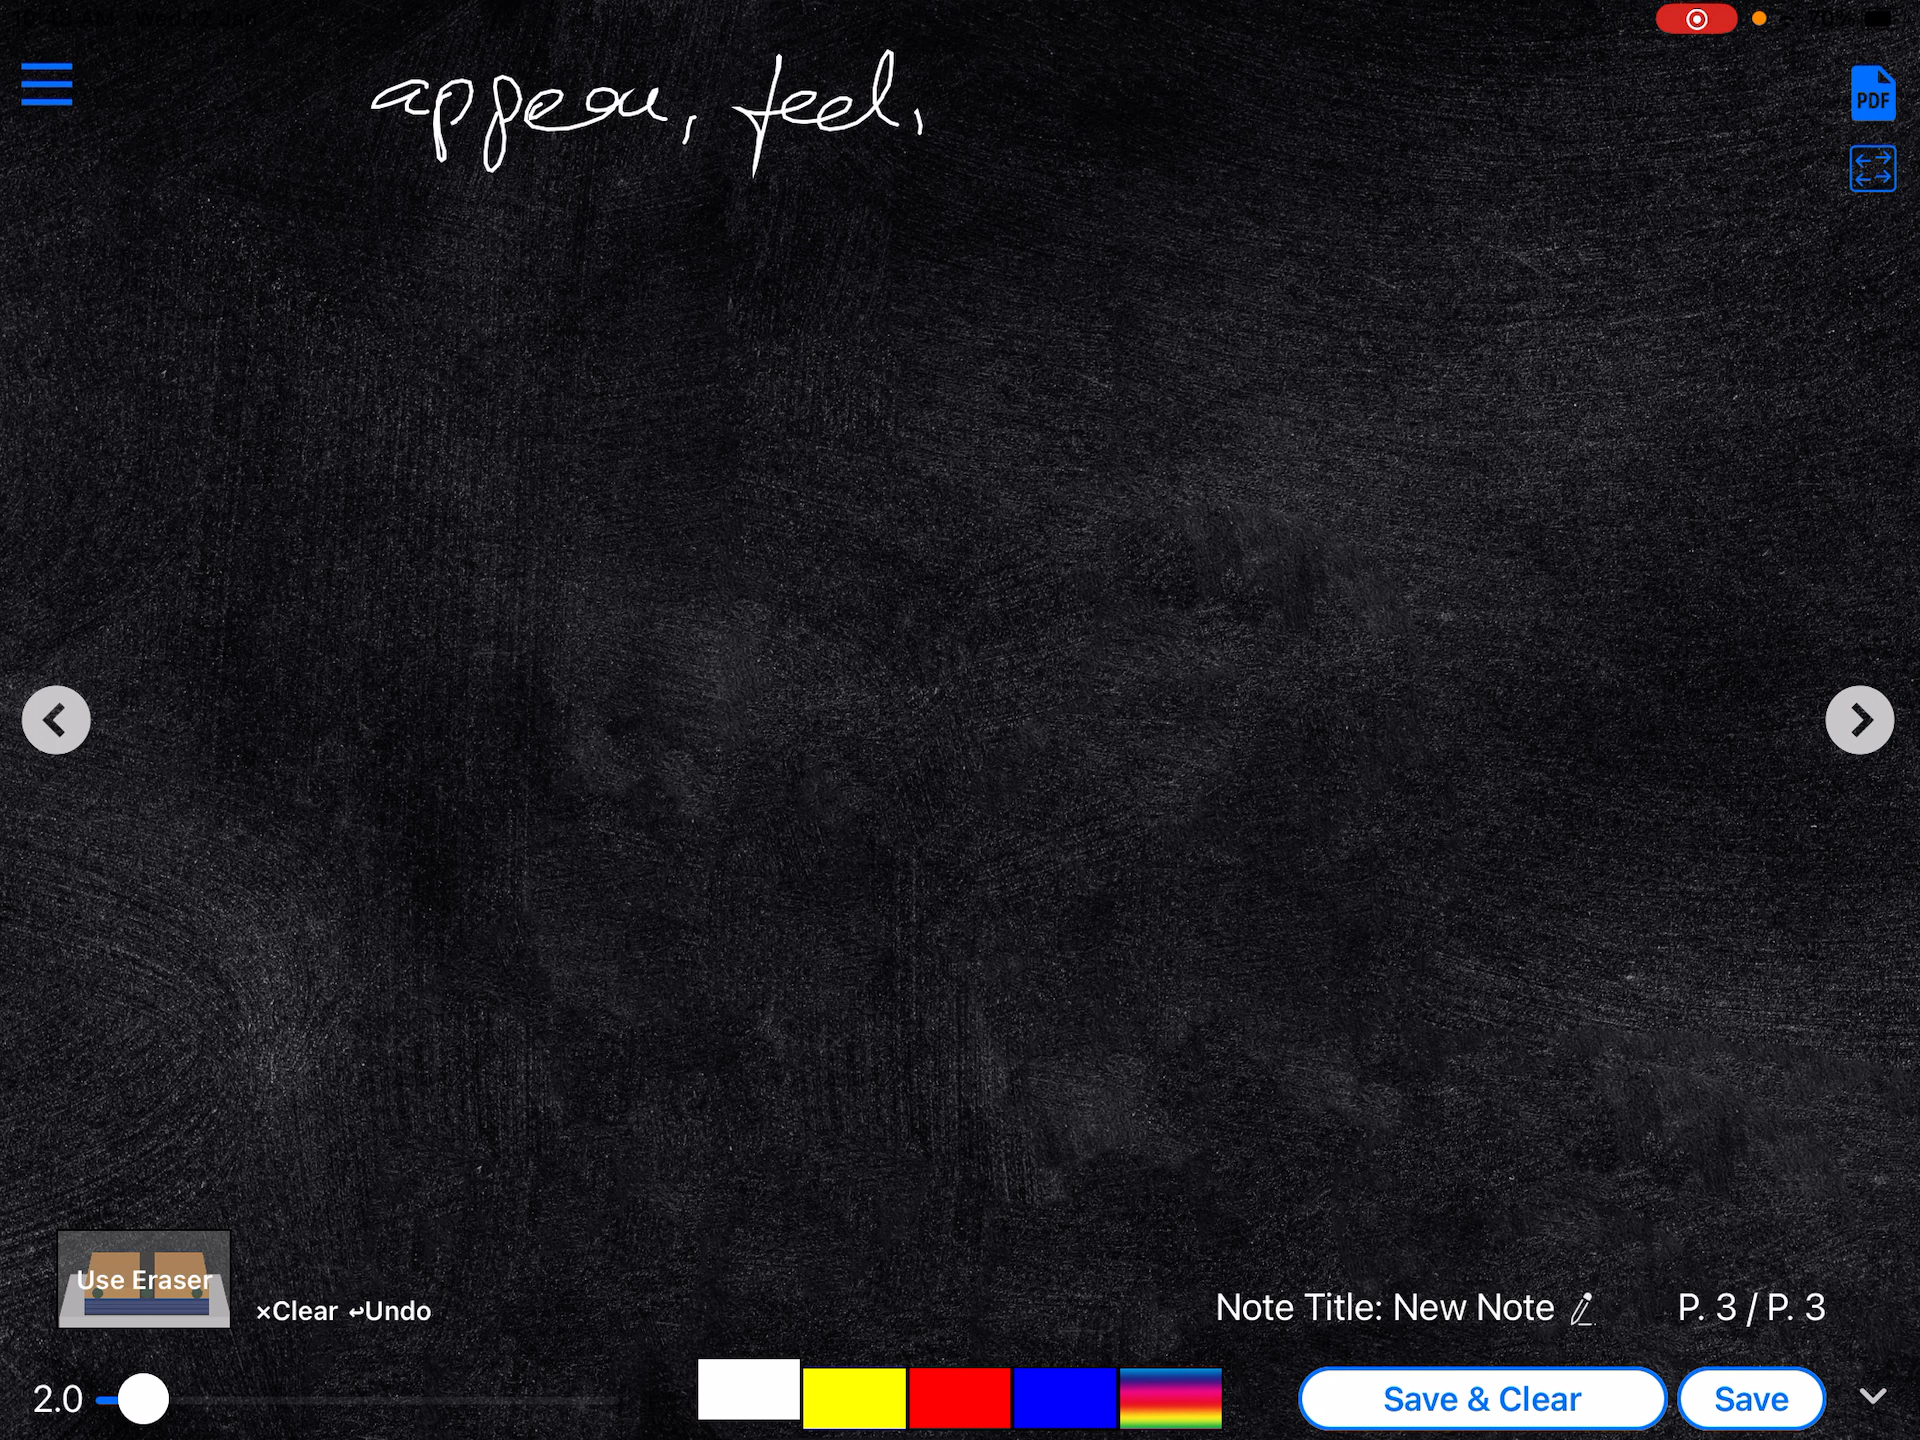 appear, feel,
PDF
Use Eraser
×Clear ↩Undo
Note Title: New Note
P. 3 / P. 3
2.0
Save & Clear
Save